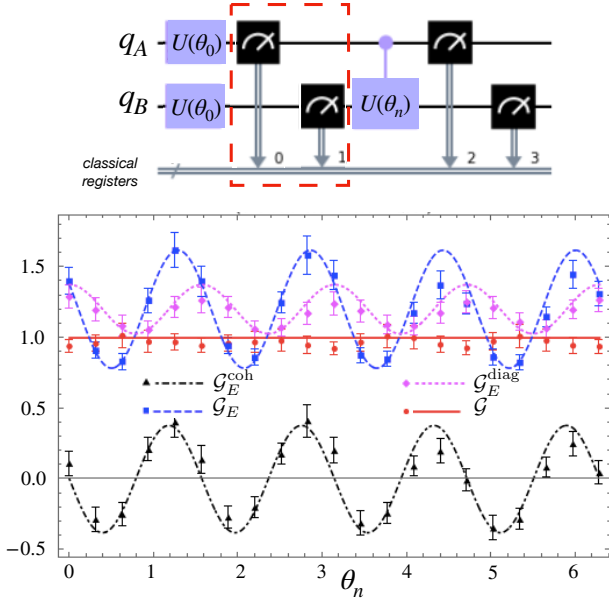 q_A U(θ_0)
q_B U(θ_0) U(θ_n)
classical
registers
0 1 2 3
1.5
1.0
0.5
0.0
−0.5
𝒢_E^coh
𝒢_E^diag
𝒢_E
𝒢
0 1 2 3 4 5 6
θ_n